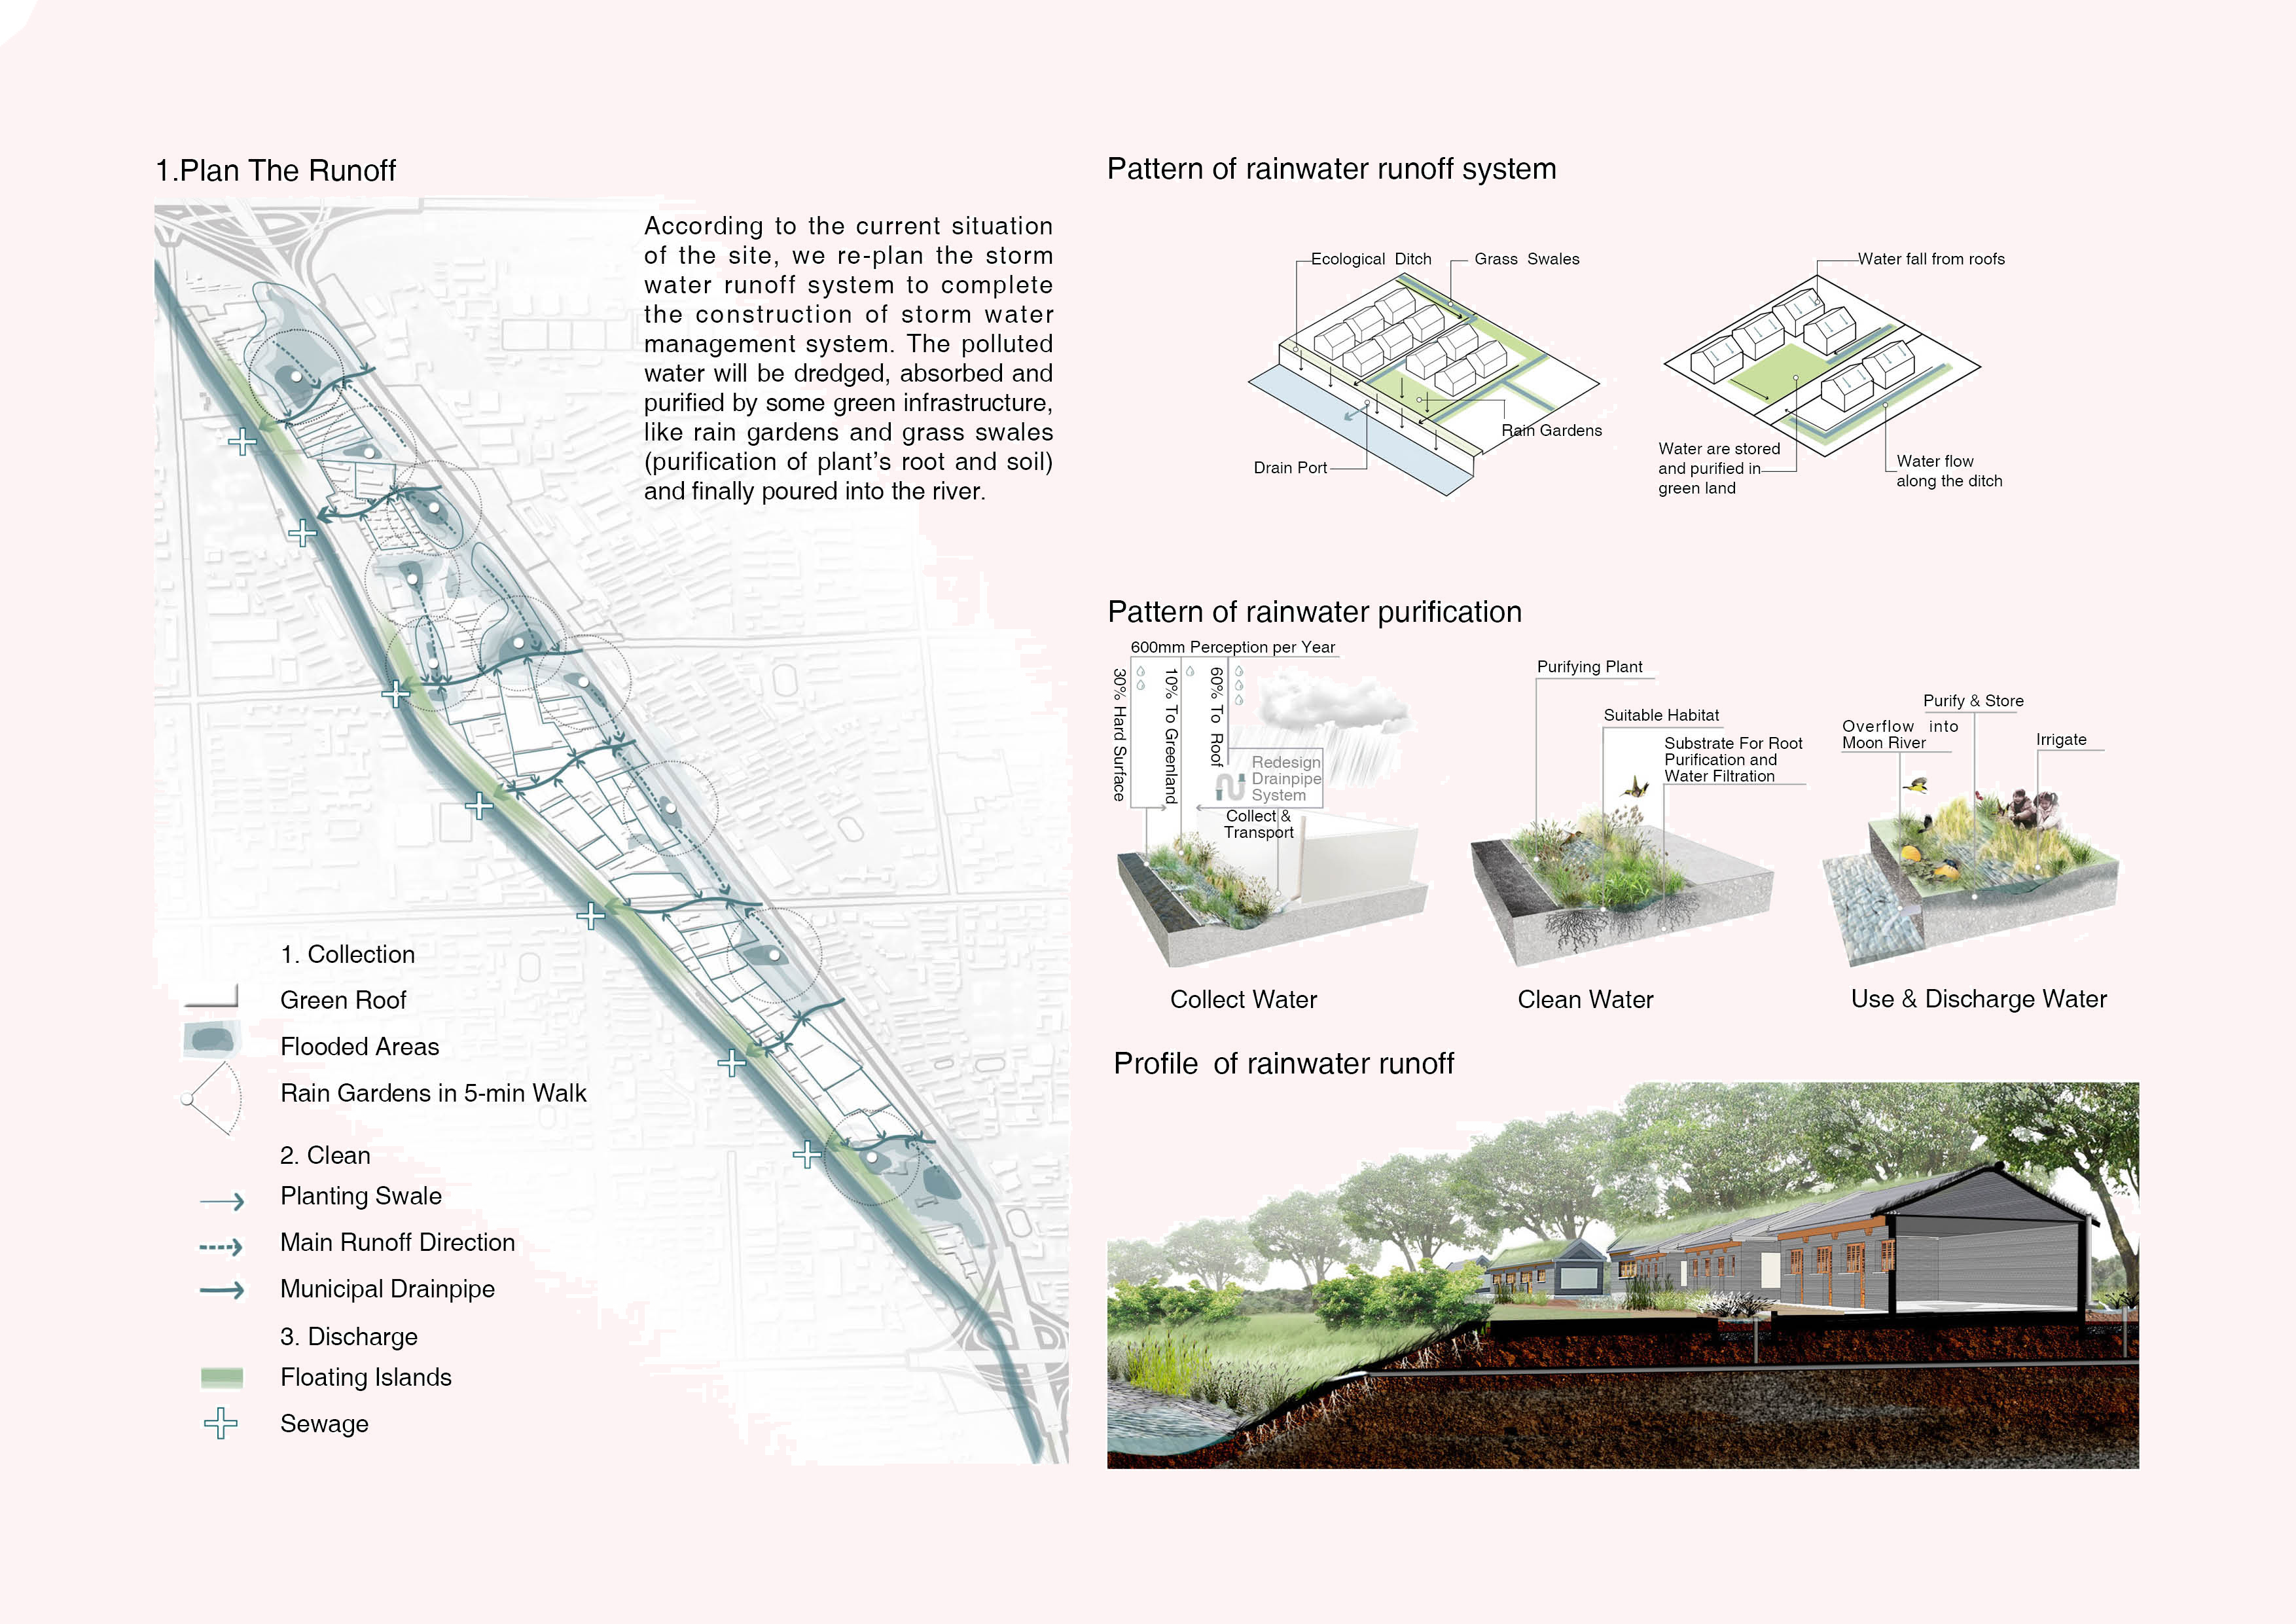 1.Plan The Runoff
According to the current situation
of the site, we re-plan the storm
water runoff system to complete
the construction of storm water
management system. The polluted
water will be dredged, absorbed and
purified by some green infrastructure,
like rain gardens and grass swales
(purification of plant's root and soil)
and finally poured into the river.
1. Collection
Green Roof
Flooded Areas
Rain Gardens in 5-min Walk
2. Clean
Planting Swale
Main Runoff Direction
Municipal Drainpipe
3. Discharge
Floating Islands
Sewage
Pattern of rainwater runoff system
Ecological Ditch
Grass Swales
Rain Gardens
Drain Port
Water fall from roofs
Water are stored
and purified in
green land
Water flow
along the ditch
Pattern of rainwater purification
600mm Perception per Year
30% Hard Surface
10% To Greenland
60% To Roof
Redesign
Drainpipe
System
Collect &
Transport
Collect Water
Purifying Plant
Suitable Habitat
Substrate For Root
Purification and
Water Filtration
Clean Water
Purify & Store
Overflow into
Moon River
Irrigate
Use & Discharge Water
Profile of rainwater runoff